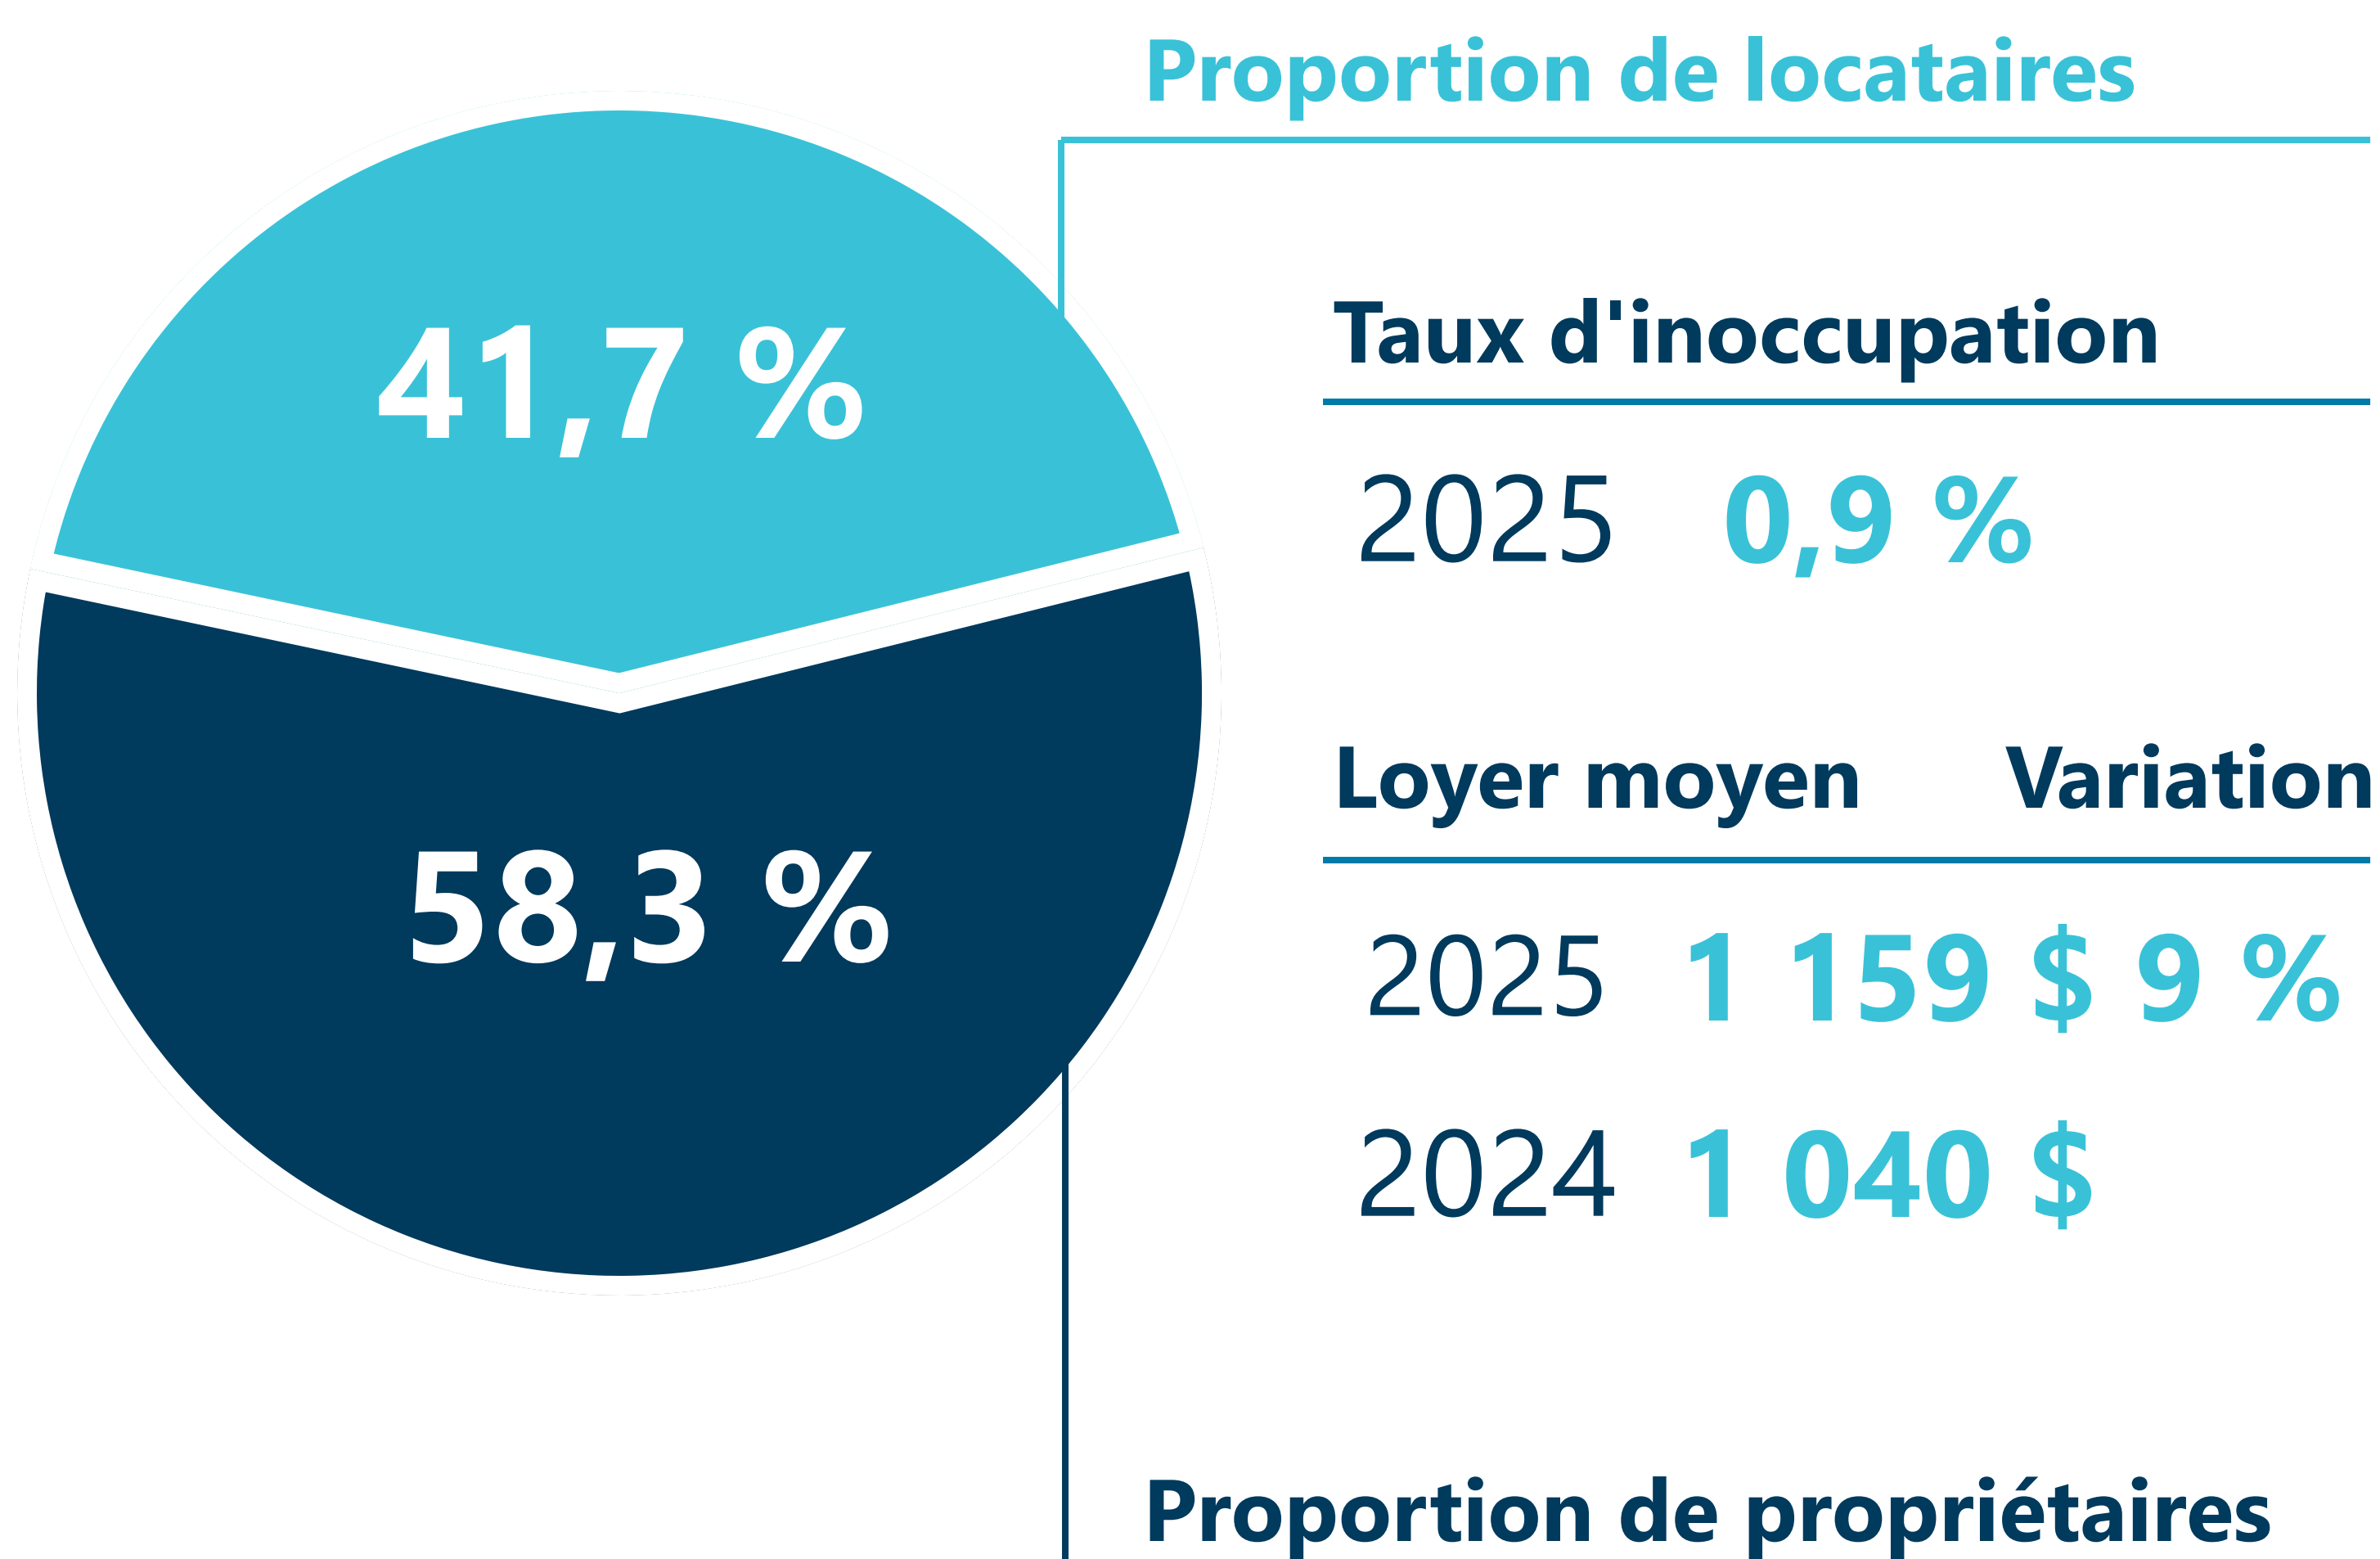 Proportion de locataires
41,7 %
Taux d'inoccupation
2025 0,9 %
58,3 %
Loyer moyen Variation
2025 1 159 $ 9 %
2024 1 040 $
Proportion de propriétaires